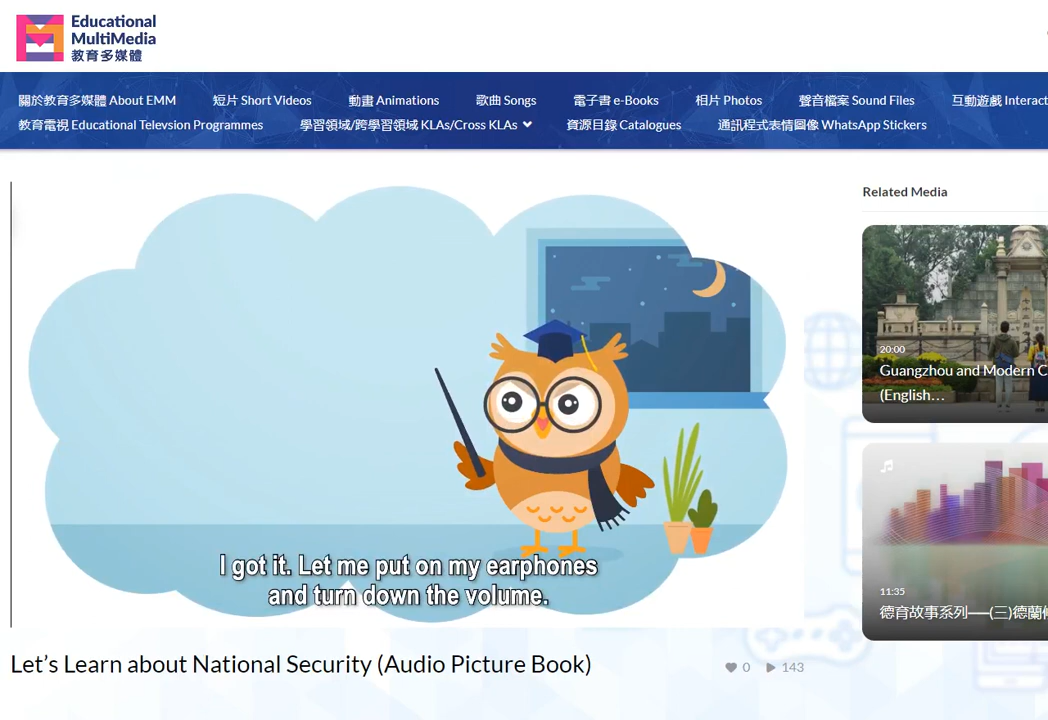 Educational
MultiMedia
教育多媒體
關於教育多媒體 About EMM
短片 Short Videos
動畫 Animations
歌曲 Songs
電子書 e-Books
相片 Photos
聲音檔案 Sound Files
互動遊戲 Interact
教育電視 Educational Televsion Programmes
學習領域/跨學習領域 KLAs/Cross KLAs
資源目錄 Catalogues
通訊程式表情圖像 WhatsApp Stickers
I got it. Let me put on my earphones
and turn down the volume.
Let's Learn about National Security (Audio Picture Book)
0
143
Related Media
20:00
Guangzhou and Modern C
(English…
11:35
德育故事系列──(三)德蘭